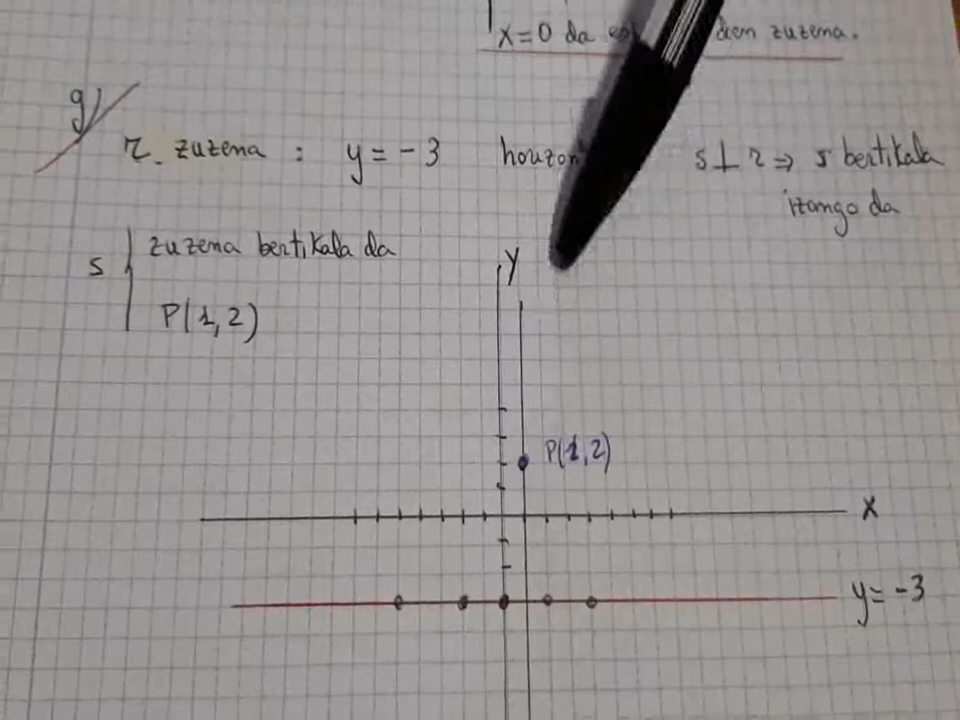 x=0 da zuzena.
g)
r zuzena : y = -3 s⊥r ⇒ s bertikala
izango da
s zuzena bertikala da
P(1,2)
y
P(1,2)
x
y = -3